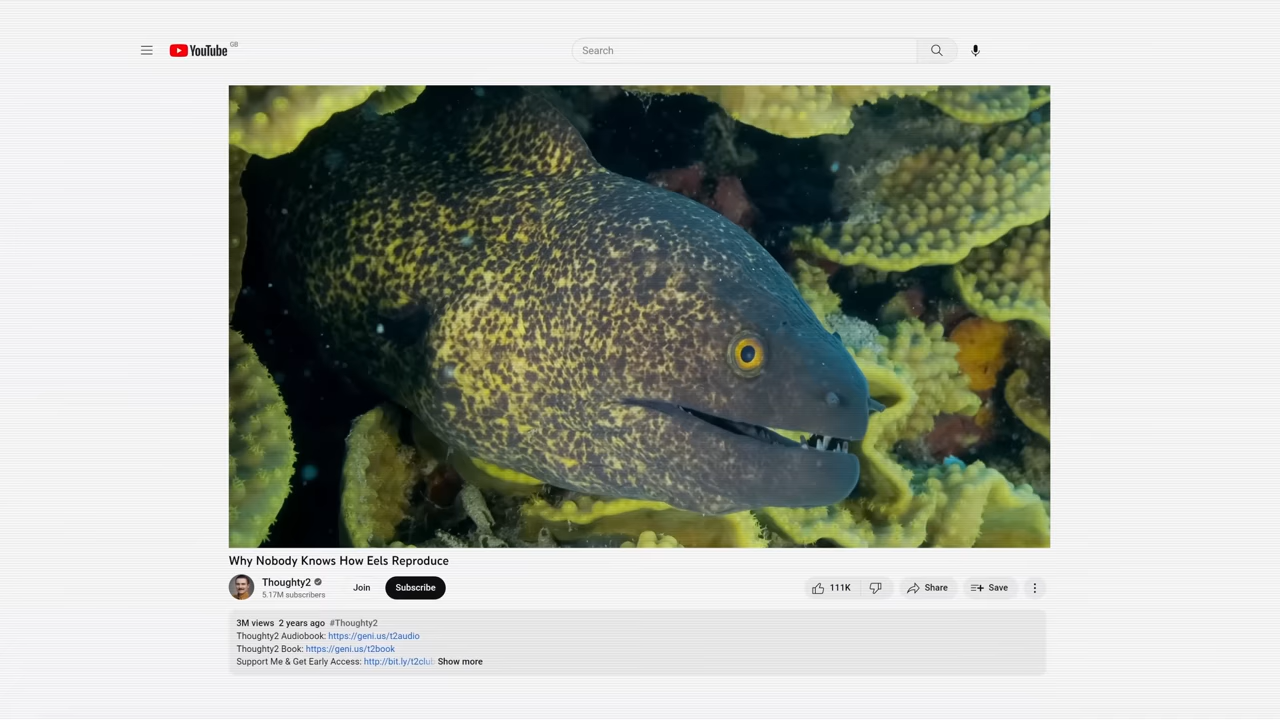 YouTube GB
Search
Why Nobody Knows How Eels Reproduce
Thoughty2
5.17M subscribers
Join
Subscribe
111K
Share
Save
3M views 2 years ago #Thoughty2
Thoughty2 Audiobook: https://geni.us/t2audio
Thoughty2 Book: https://geni.us/t2book
Support Me & Get Early Access: http://bit.ly/t2clu Show more